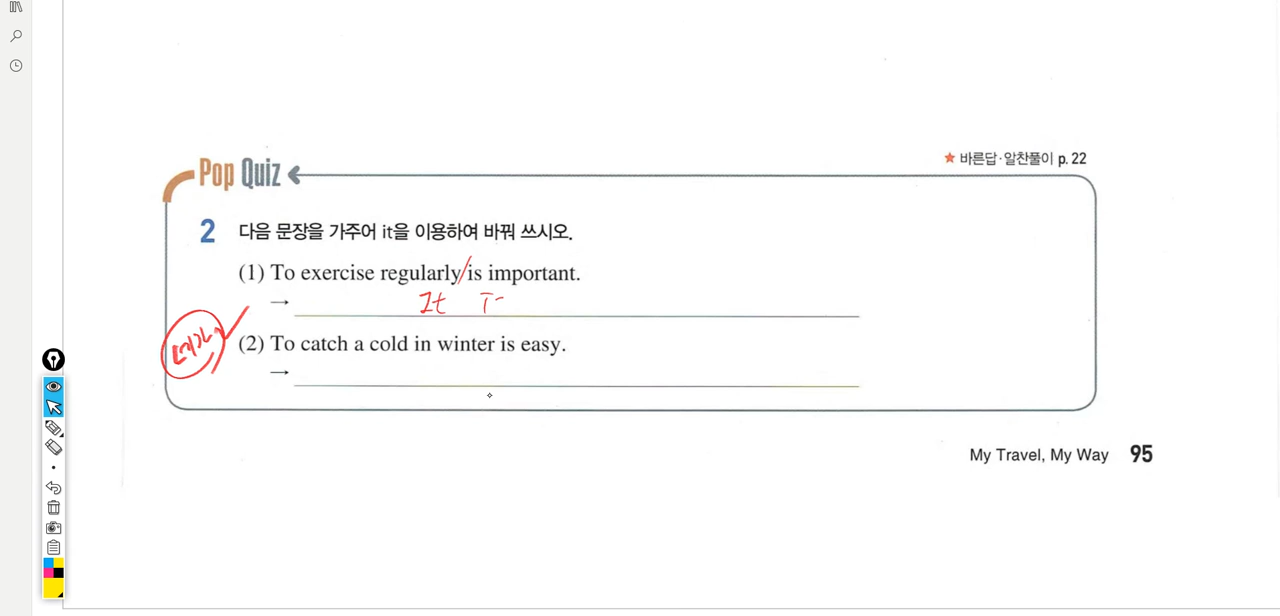 ★ 바른답·알찬풀이 p. 22
Pop Quiz
2 다음 문장을 가주어 it을 이용하여 바꿔 쓰시오.
(1) To exercise regularly/is important.
→ It
(2) To catch a cold in winter is easy.
→
My Travel, My Way 95